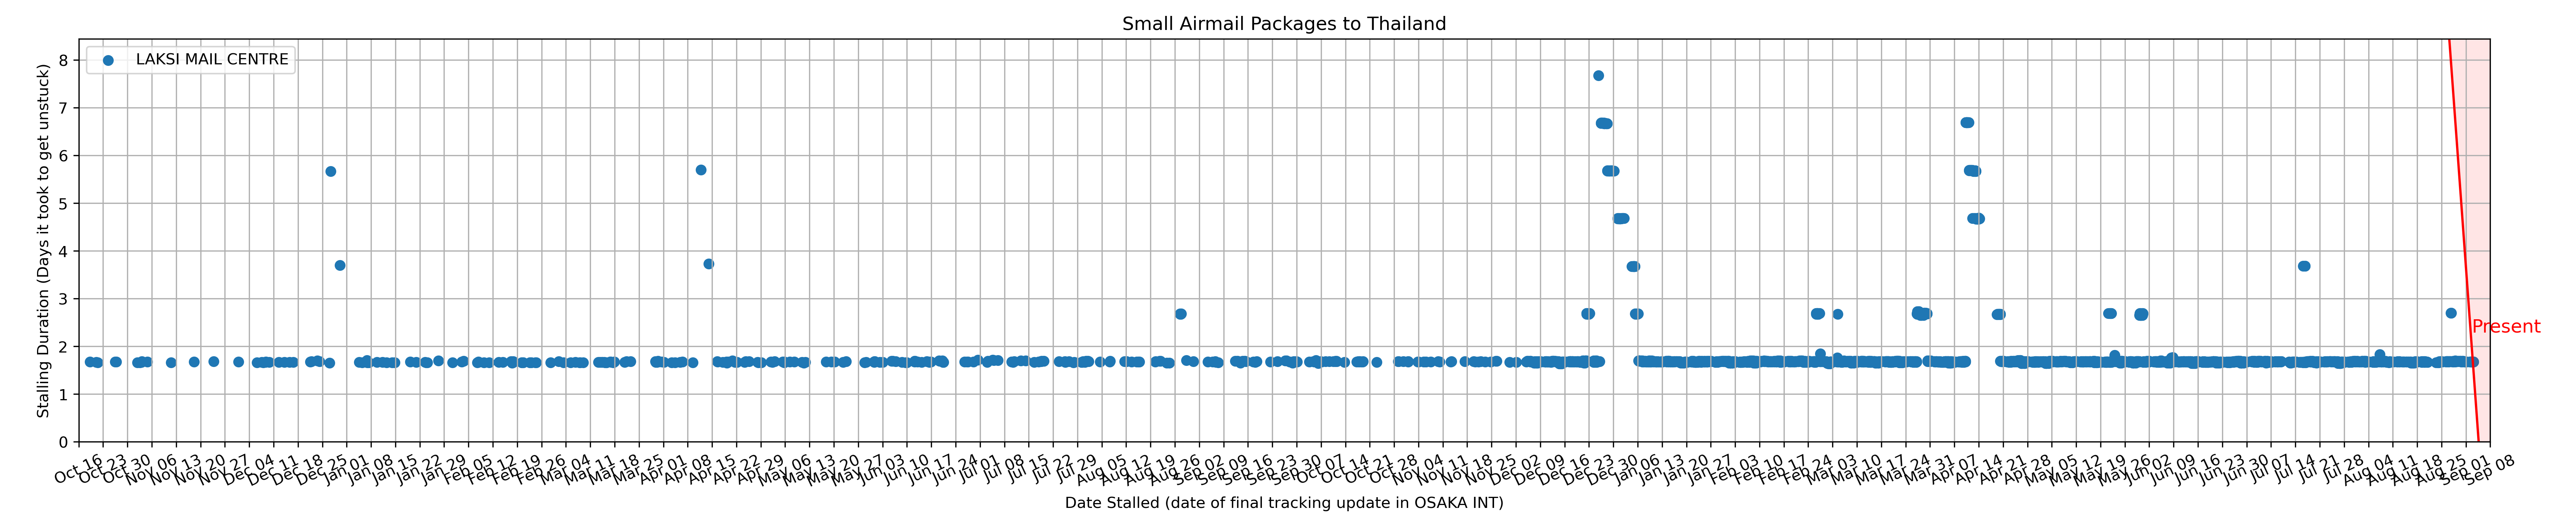 Small Airmail Packages to Thailand
LAKSI MAIL CENTRE
Stalling Duration (Days it took to get unstuck)
8
7
6
5
4
3
2
1
0
Present
Oct 16
Oct 23
Oct 30
Nov 06
Nov 13
Nov 20
Nov 27
Dec 04
Dec 11
Dec 18
Dec 25
Jan 01
Jan 08
Jan 15
Jan 22
Jan 29
Feb 05
Feb 12
Feb 19
Feb 26
Mar 04
Mar 11
Mar 18
Mar 25
Apr 01
Apr 08
Apr 15
Apr 22
Apr 29
May 06
May 13
May 20
May 27
Jun 03
Jun 10
Jun 17
Jun 24
Jul 01
Jul 08
Jul 15
Jul 22
Jul 29
Aug 05
Aug 12
Aug 19
Aug 26
Sep 02
Sep 09
Sep 16
Sep 23
Sep 30
Oct 07
Oct 14
Oct 21
Oct 28
Nov 04
Nov 11
Nov 18
Nov 25
Dec 02
Dec 09
Dec 16
Dec 23
Dec 30
Jan 06
Jan 13
Jan 20
Jan 27
Feb 03
Feb 10
Feb 17
Feb 24
Mar 03
Mar 10
Mar 17
Mar 24
Mar 31
Apr 07
Apr 14
Apr 21
Apr 28
May 05
May 12
May 19
May 26
Jun 02
Jun 09
Jun 16
Jun 23
Jun 30
Jul 07
Jul 14
Jul 21
Jul 28
Aug 04
Aug 11
Aug 18
Aug 25
Sep 01
Sep 08
Date Stalled (date of final tracking update in OSAKA INT)